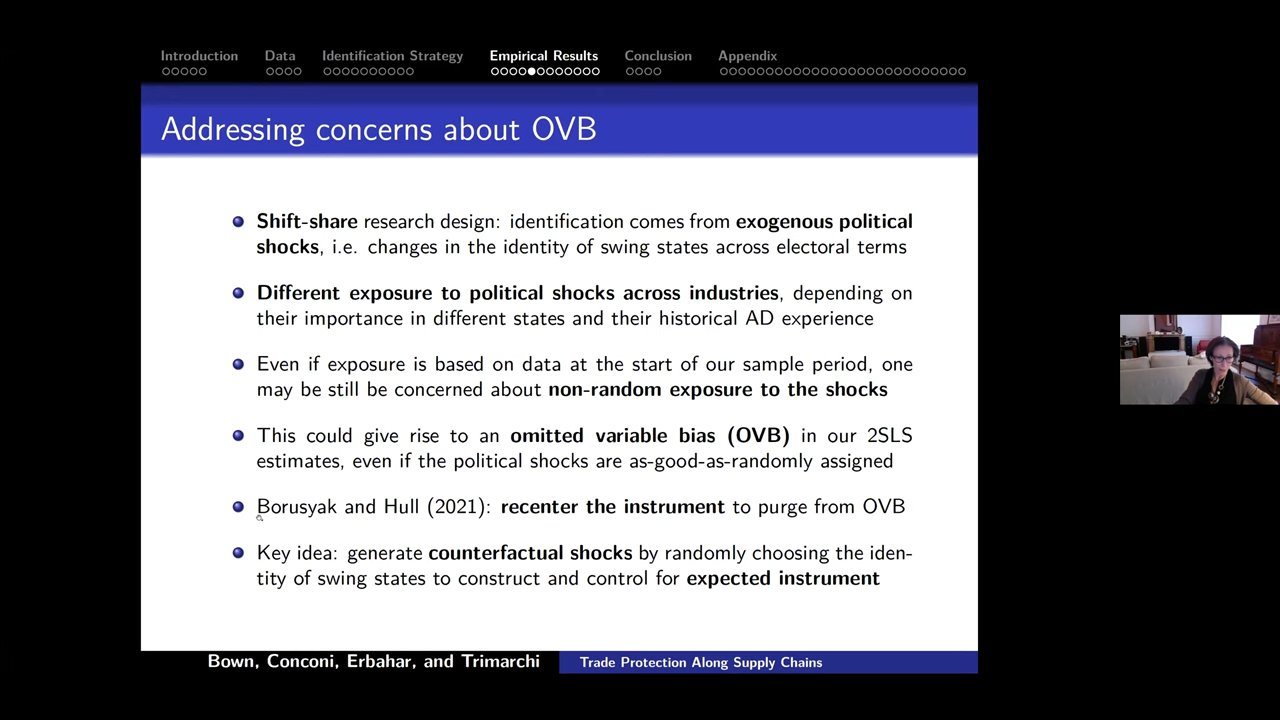 Introduction Data Identification Strategy Empirical Results Conclusion Appendix
Addressing concerns about OVB
Shift-share research design: identification comes from exogenous political
shocks, i.e. changes in the identity of swing states across electoral terms
Different exposure to political shocks across industries, depending on
their importance in different states and their historical AD experience
Even if exposure is based on data at the start of our sample period, one
may be still be concerned about non-random exposure to the shocks
This could give rise to an omitted variable bias (OVB) in our 2SLS
estimates, even if the political shocks are as-good-as-randomly assigned
Borusyak and Hull (2021): recenter the instrument to purge from OVB
Key idea: generate counterfactual shocks by randomly choosing the iden-
tity of swing states to construct and control for expected instrument
Bown, Conconi, Erbahar, and Trimarchi Trade Protection Along Supply Chains